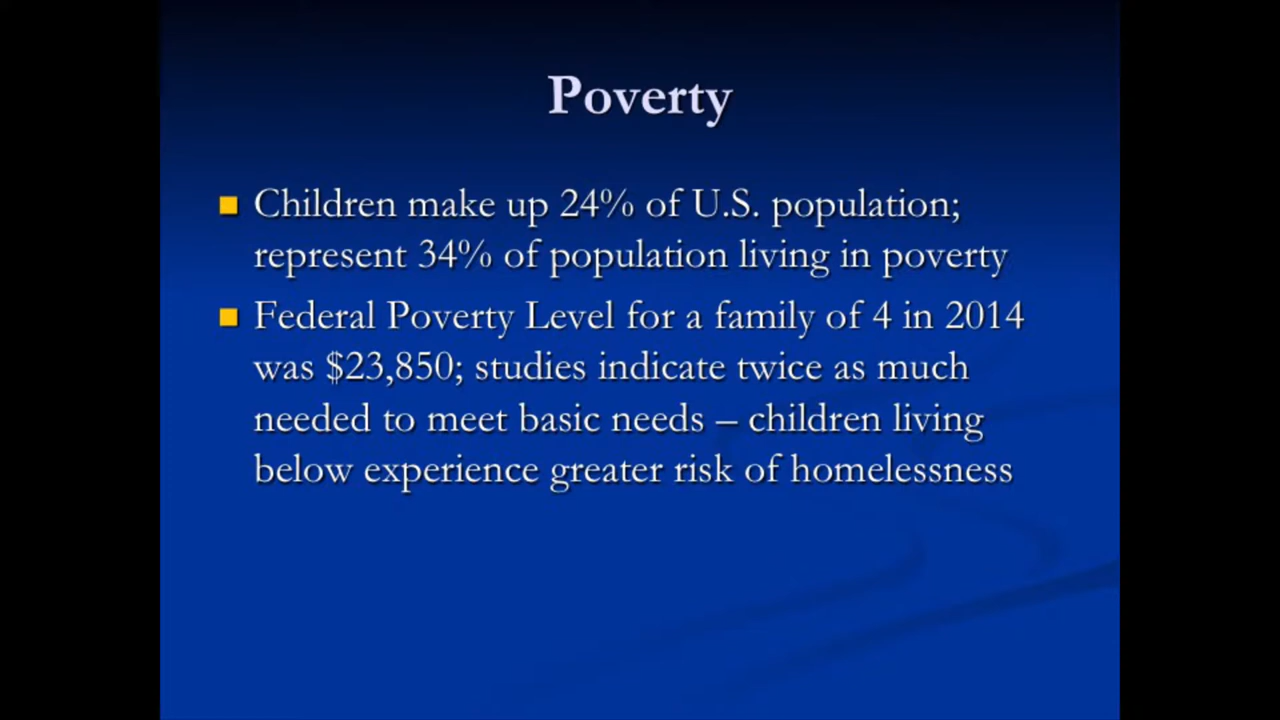 Poverty
Children make up 24% of U.S. population;
represent 34% of population living in poverty
Federal Poverty Level for a family of 4 in 2014
was $23,850; studies indicate twice as much
needed to meet basic needs – children living
below experience greater risk of homelessness